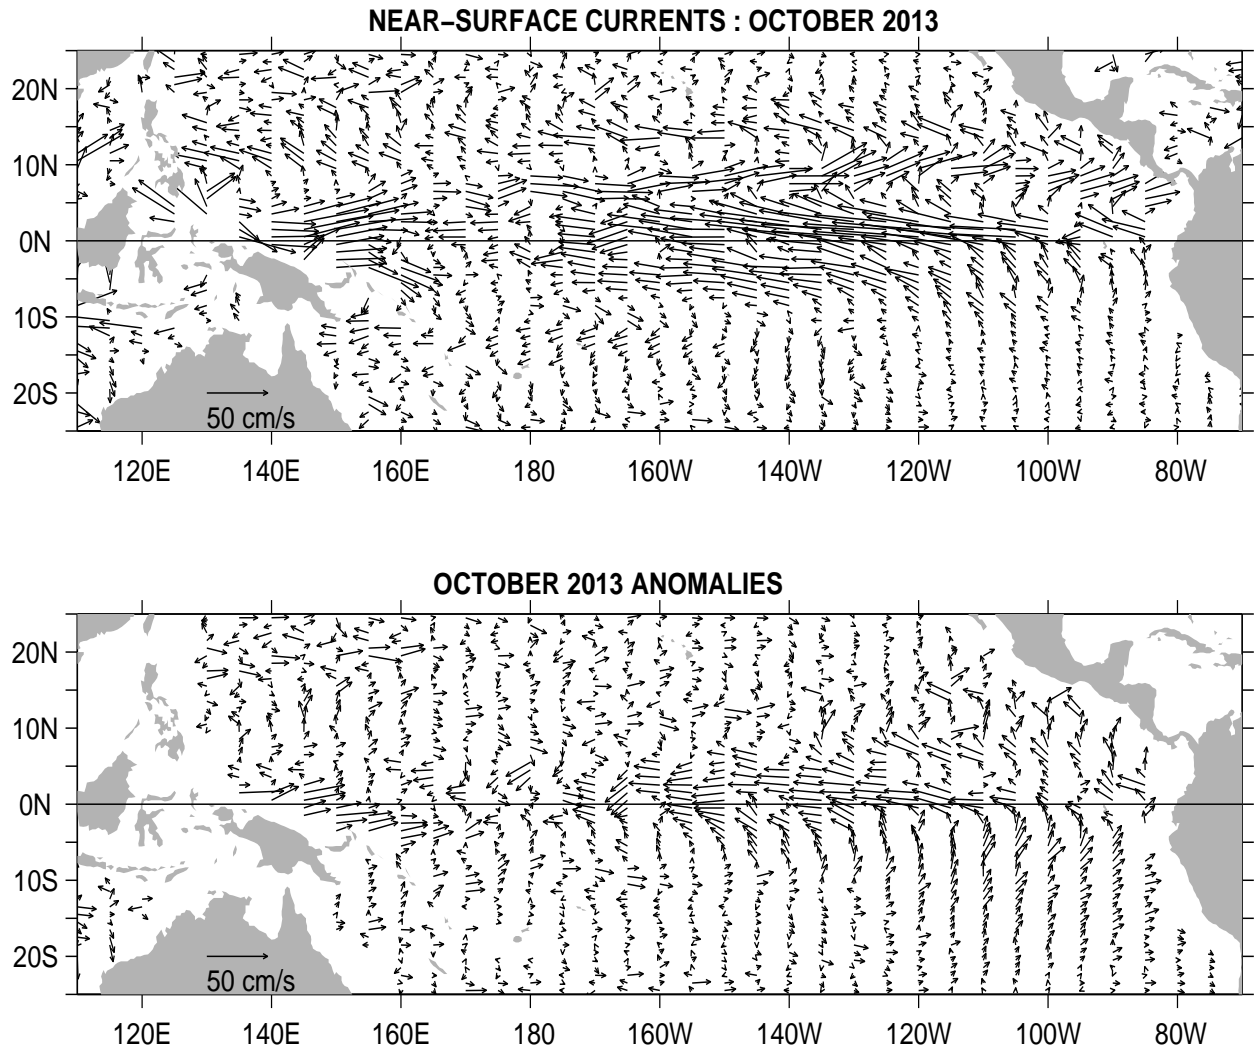 NEAR−SURFACE CURRENTS : OCTOBER 2013
20N
10N
0N
10S
20S
50 cm/s
120E 140E 160E 180 160W 140W 120W 100W 80W
OCTOBER 2013 ANOMALIES
20N
10N
0N
10S
20S
50 cm/s
120E 140E 160E 180 160W 140W 120W 100W 80W